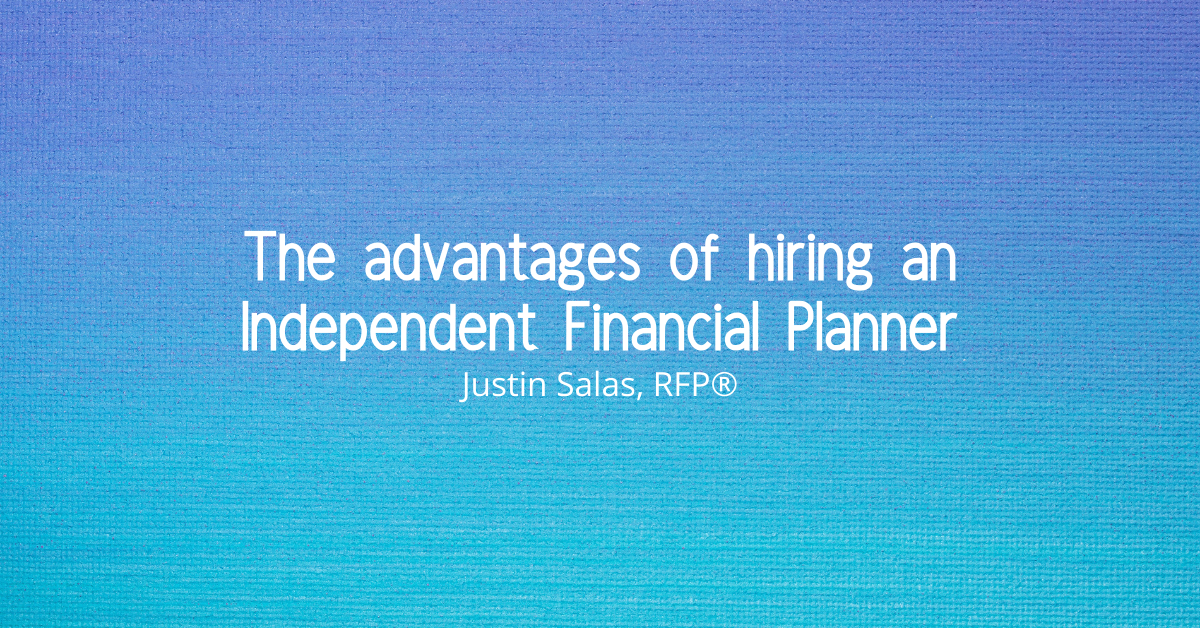 The advantages of hiring an
Independent Financial Planner
Justin Salas, RFP®